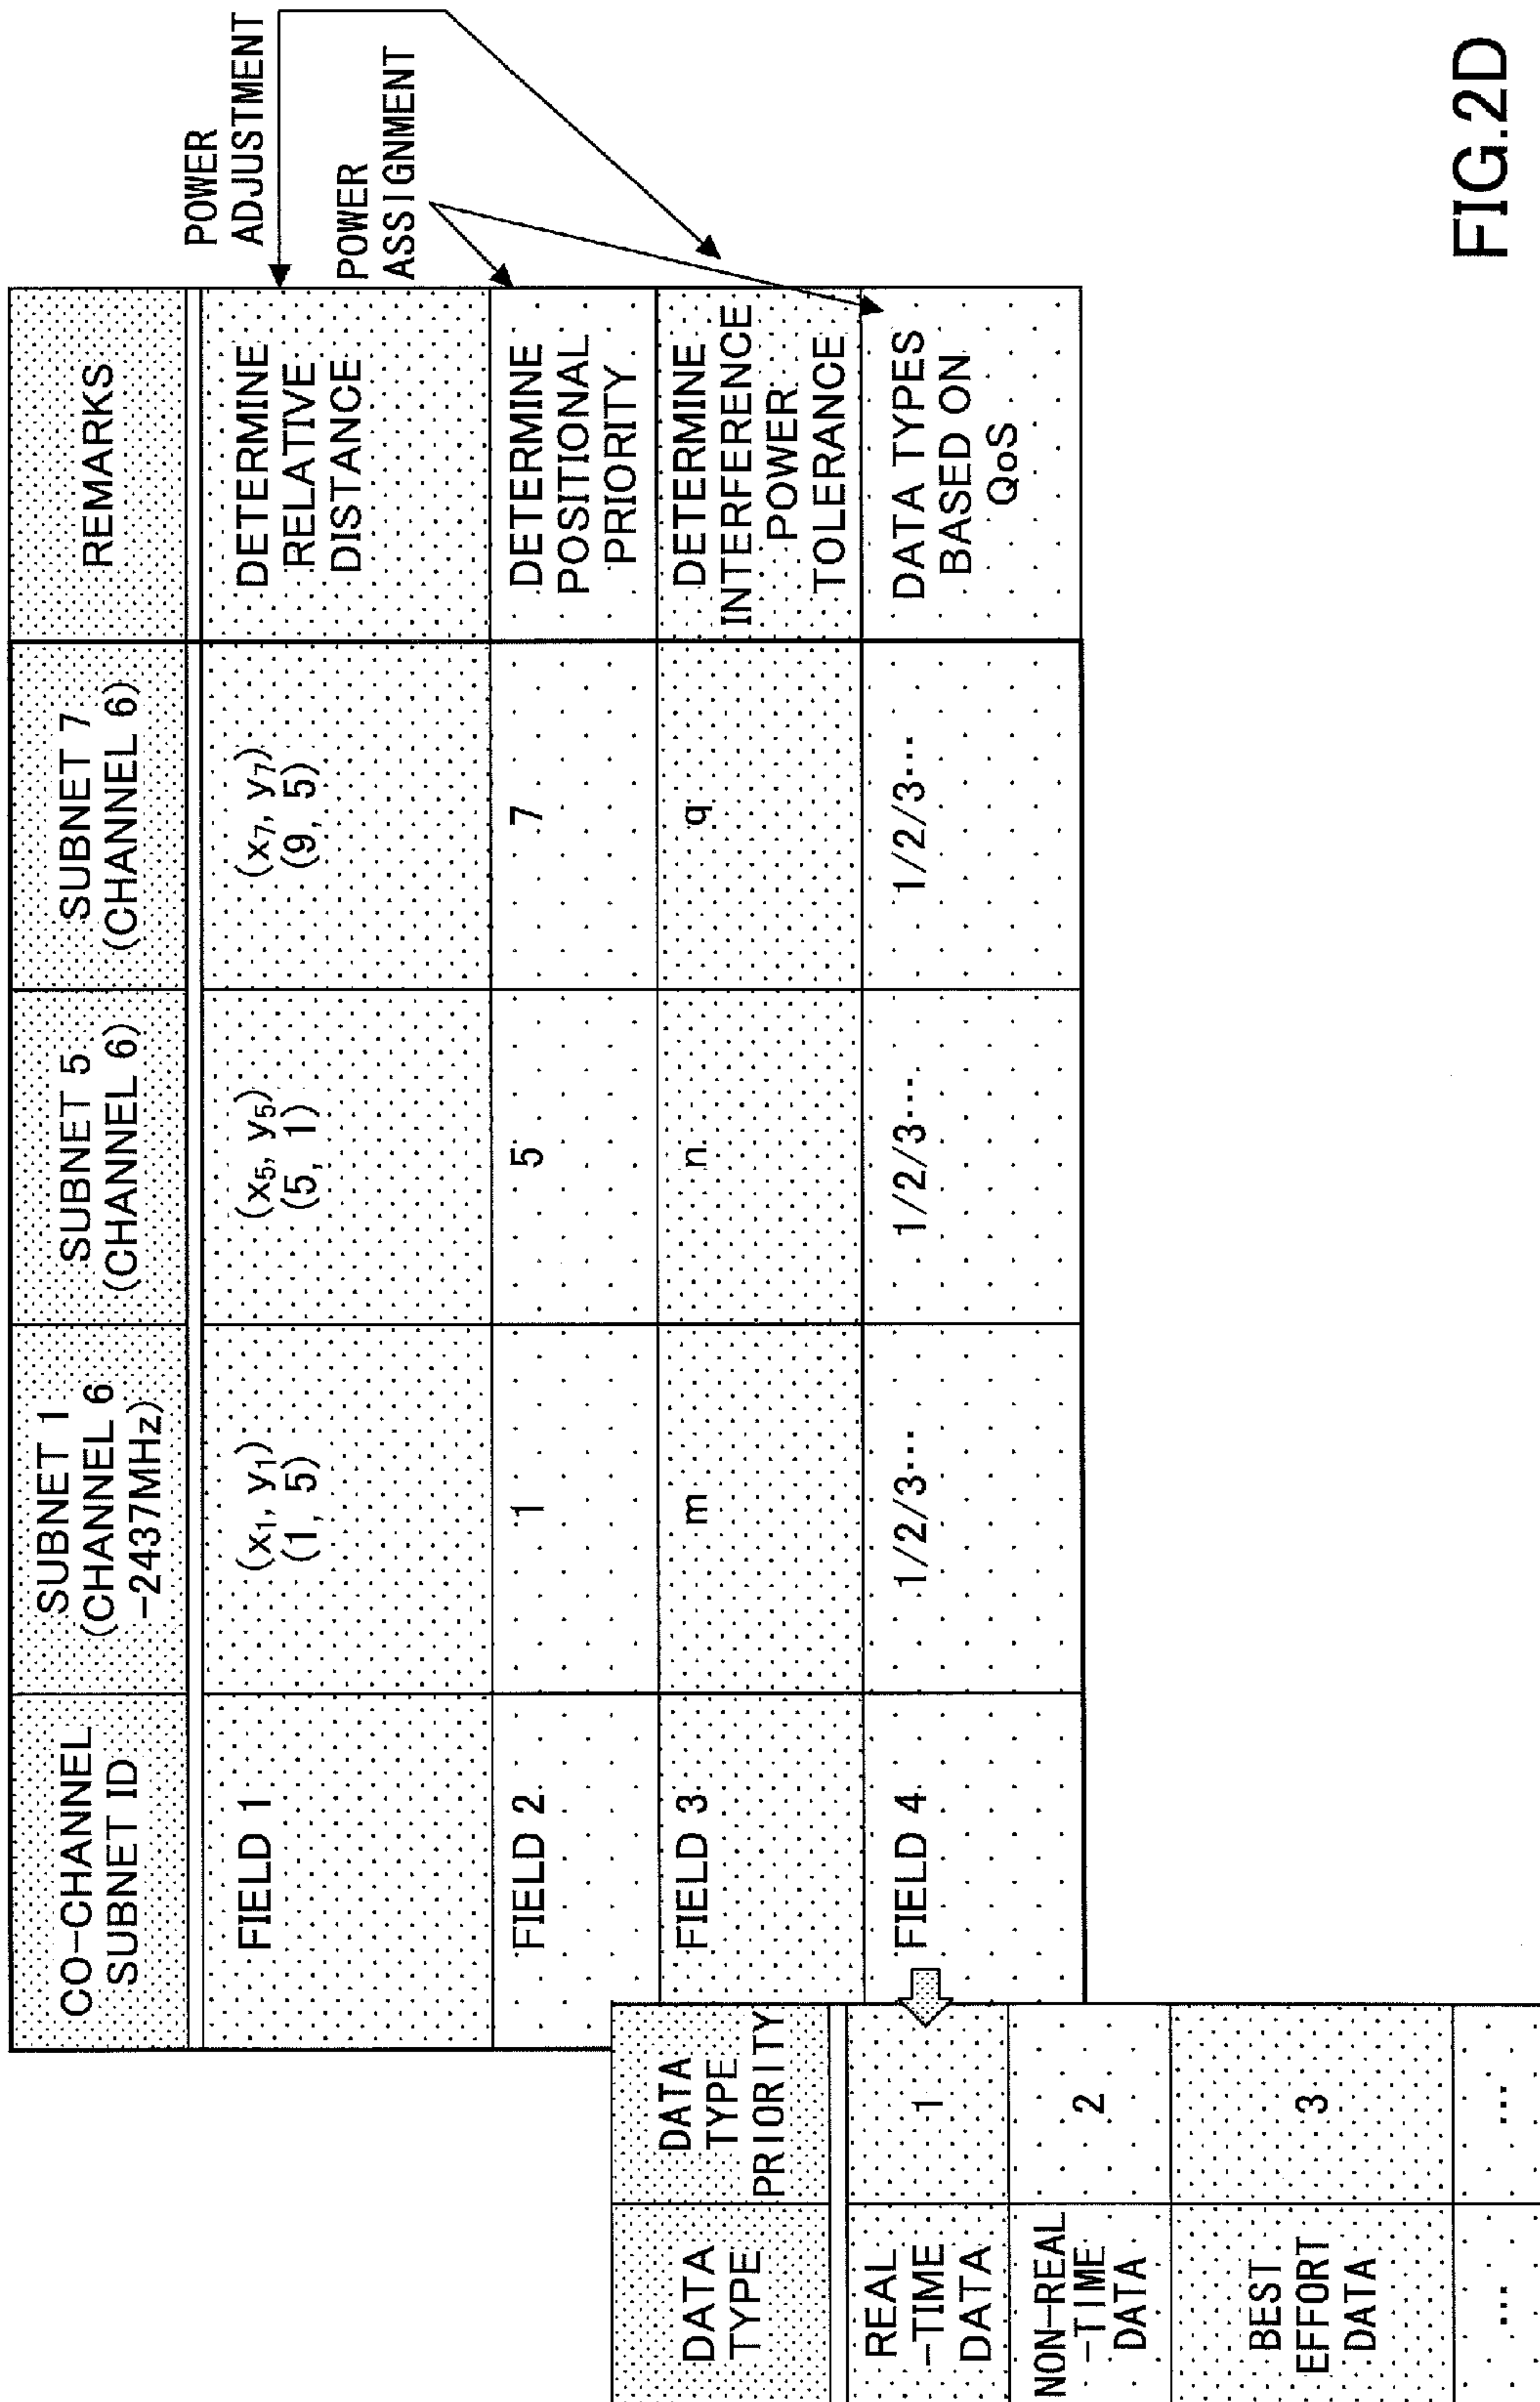 CO-CHANNEL
SUBNET ID
SUBNET 1
(CHANNEL 6
-2437MHz)
SUBNET 5
(CHANNEL 6)
SUBNET 7
(CHANNEL 6)
REMARKS
FIELD 1
(x1, y1)
(1, 5)
(x5, y5)
(5, 1)
(x7, y7)
(9, 5)
DETERMINE
RELATIVE
DISTANCE
FIELD 2
1
5
7
DETERMINE
POSITIONAL
PRIORITY
FIELD 3
m
n
q
DETERMINE
INTERFERENCE
POWER
TOLERANCE
FIELD 4
1/2/3...
1/2/3...
1/2/3...
DATA TYPES
BASED ON
QoS
POWER
ADJUSTMENT
POWER
ASSIGNMENT
DATA
TYPE
DATA
TYPE
PRIORITY
REAL
-TIME
DATA
1
NON-REAL
-TIME
DATA
2
BEST
EFFORT
DATA
3
...
...
FIG.2D